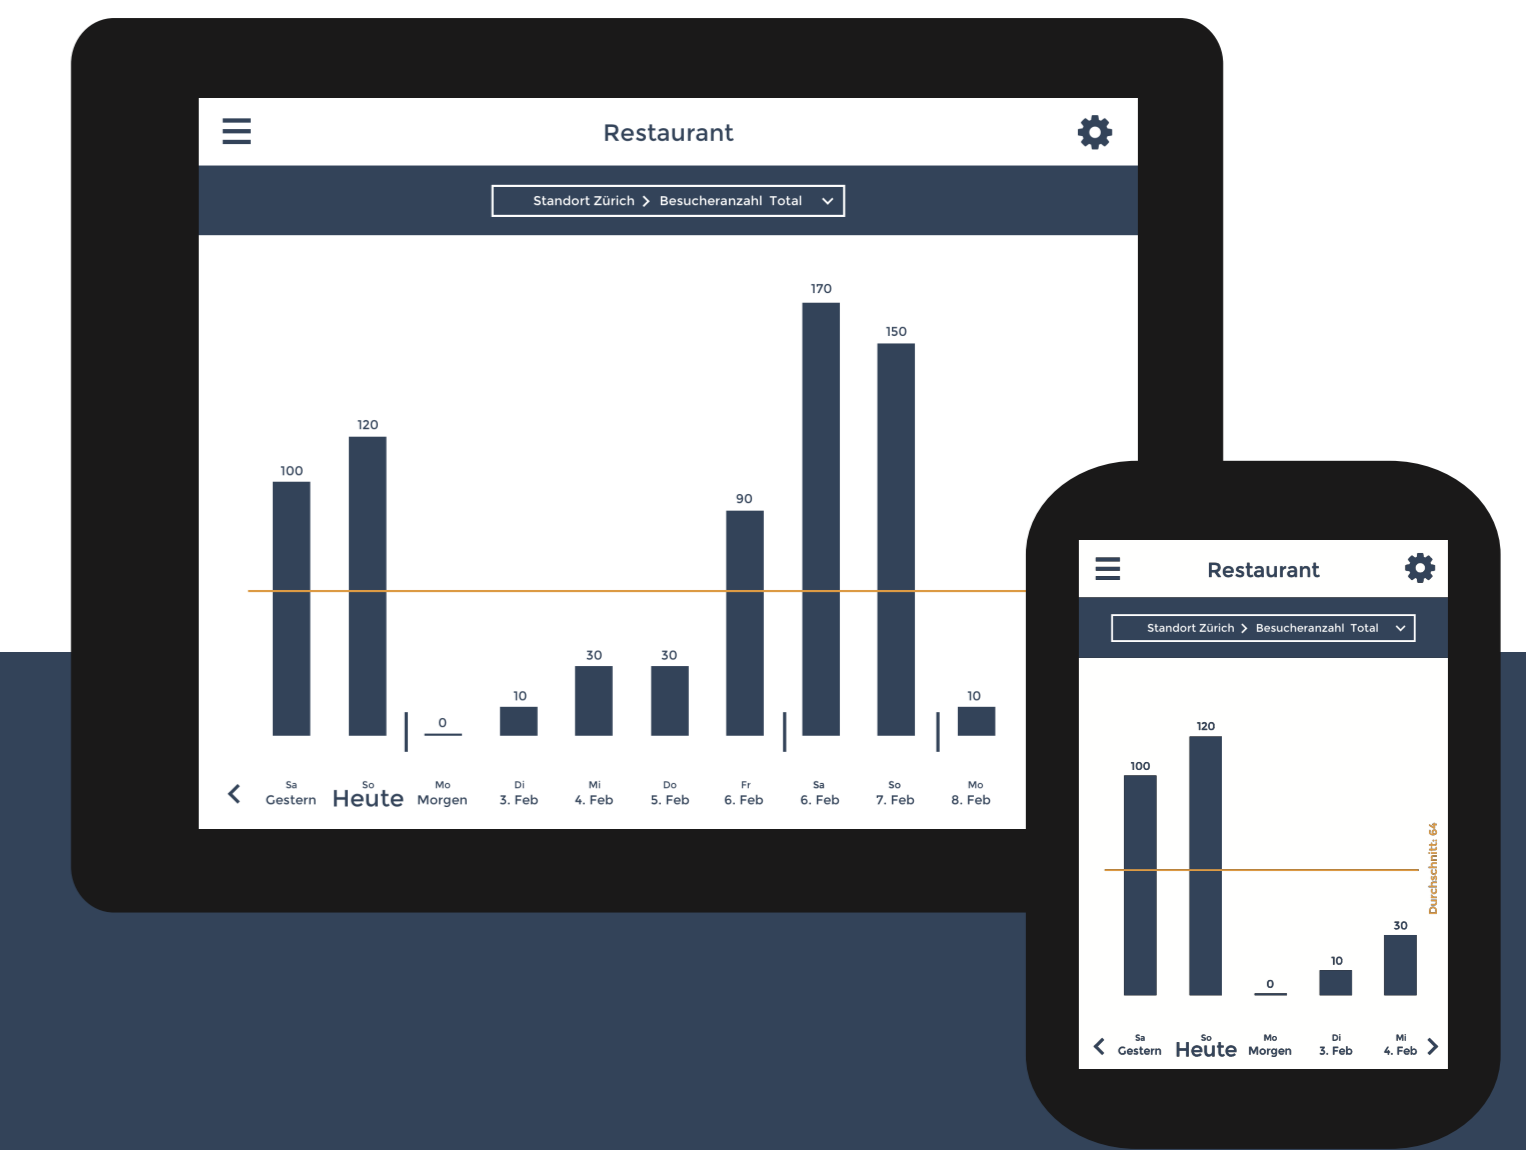 Restaurant
Standort Zürich > Besucheranzahl Total
170
150
120
100
90
30
30
10
10
0
Sa So Mo Di Mi Do Fr Sa So Mo
Gestern Heute Morgen 3. Feb 4. Feb 5. Feb 6. Feb 6. Feb 7. Feb 8. Feb
Restaurant
Standort Zürich > Besucheranzahl Total
120
100
Durchschnitt: 64
30
10
0
Sa So Mo Di Mi
Gestern Heute Morgen 3. Feb 4. Feb